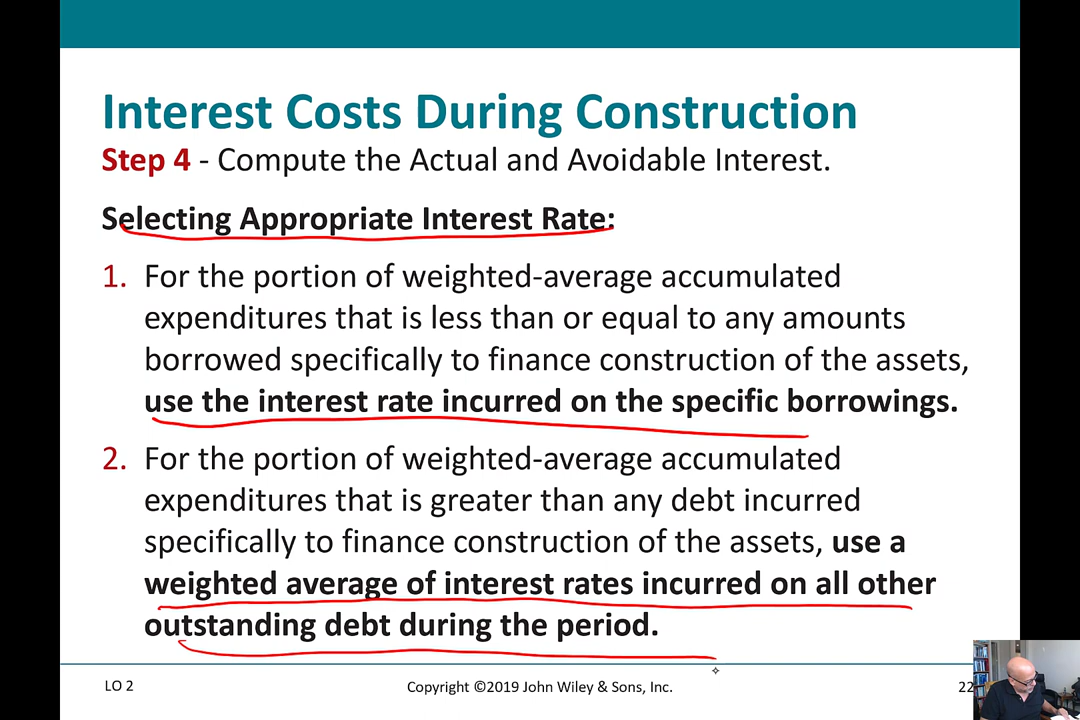 Interest Costs During Construction
Step 4 - Compute the Actual and Avoidable Interest.
Selecting Appropriate Interest Rate:
1. For the portion of weighted-average accumulated
expenditures that is less than or equal to any amounts
borrowed specifically to finance construction of the assets,
use the interest rate incurred on the specific borrowings.
2. For the portion of weighted-average accumulated
expenditures that is greater than any debt incurred
specifically to finance construction of the assets, use a
weighted average of interest rates incurred on all other
outstanding debt during the period.
LO 2
Copyright ©2019 John Wiley & Sons, Inc.
22